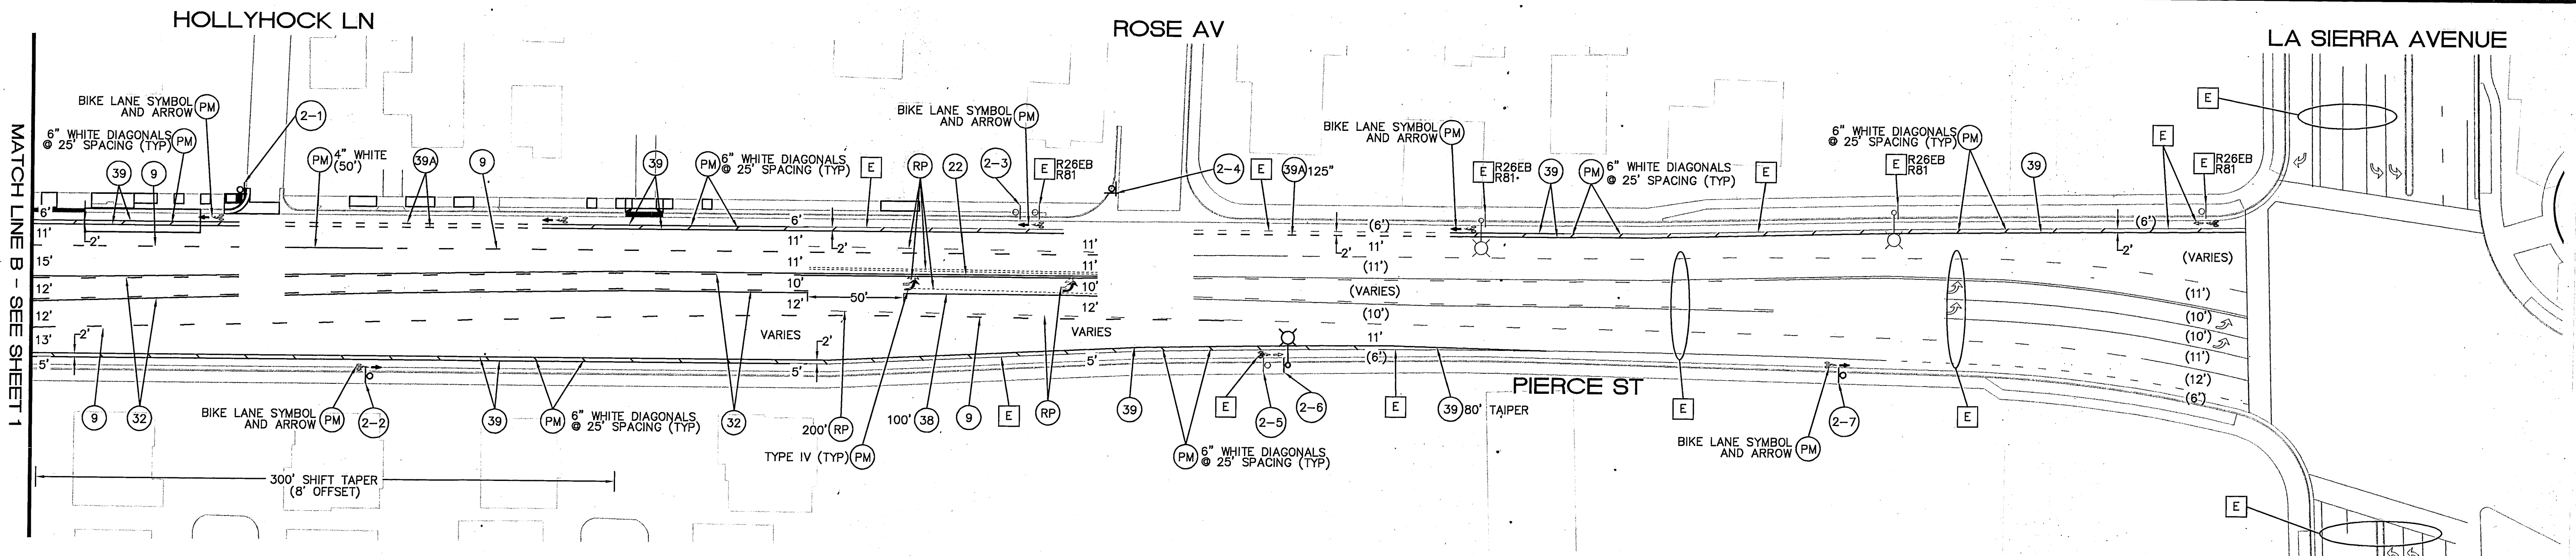 HOLLYHOCK LN
ROSE AV
LA SIERRA AVENUE
MATCH LINE B - SEE SHEET 1
BIKE LANE SYMBOL
AND ARROW
PM
2-1
6" WHITE DIAGONALS
@ 25' SPACING (TYP)
PM
39
9
PM
4" WHITE
(50')
39A
9
39
PM
6" WHITE DIAGONALS
@ 25' SPACING (TYP)
E
BIKE LANE SYMBOL
AND ARROW
PM
RP
22
2-3
E
R26EB
R81
2-4
E
39A
125"
BIKE LANE SYMBOL
AND ARROW
PM
E
R26EB
R81
39
PM
6" WHITE DIAGONALS
@ 25' SPACING (TYP)
E
6" WHITE DIAGONALS
@ 25' SPACING (TYP)
PM
E
R26EB
R81
39
E
E
E
R26EB
R81
6'
11'
2'
15'
12'
12'
13'
2'
5'
6'
11'
2'
11'
10'
12'
50'
VARIES
2'
5'
11'
11'
10'
12'
VARIES
5'
(6')
11'
2'
(11')
(VARIES)
(10')
11'
(6')
(6')
2'
(VARIES)
(11')
(10')
(10')
(11')
(12')
(6')
PIERCE ST
9
32
BIKE LANE SYMBOL
AND ARROW
PM
2-2
39
PM
6" WHITE DIAGONALS
@ 25' SPACING (TYP)
32
200'
RP
100'
38
9
E
RP
TYPE IV (TYP)
PM
39
PM
6" WHITE DIAGONALS
@ 25' SPACING (TYP)
E
2-5
2-6
E
39
80' TAIPER
E
BIKE LANE SYMBOL
AND ARROW
PM
2-7
E
E
300' SHIFT TAPER
(8' OFFSET)